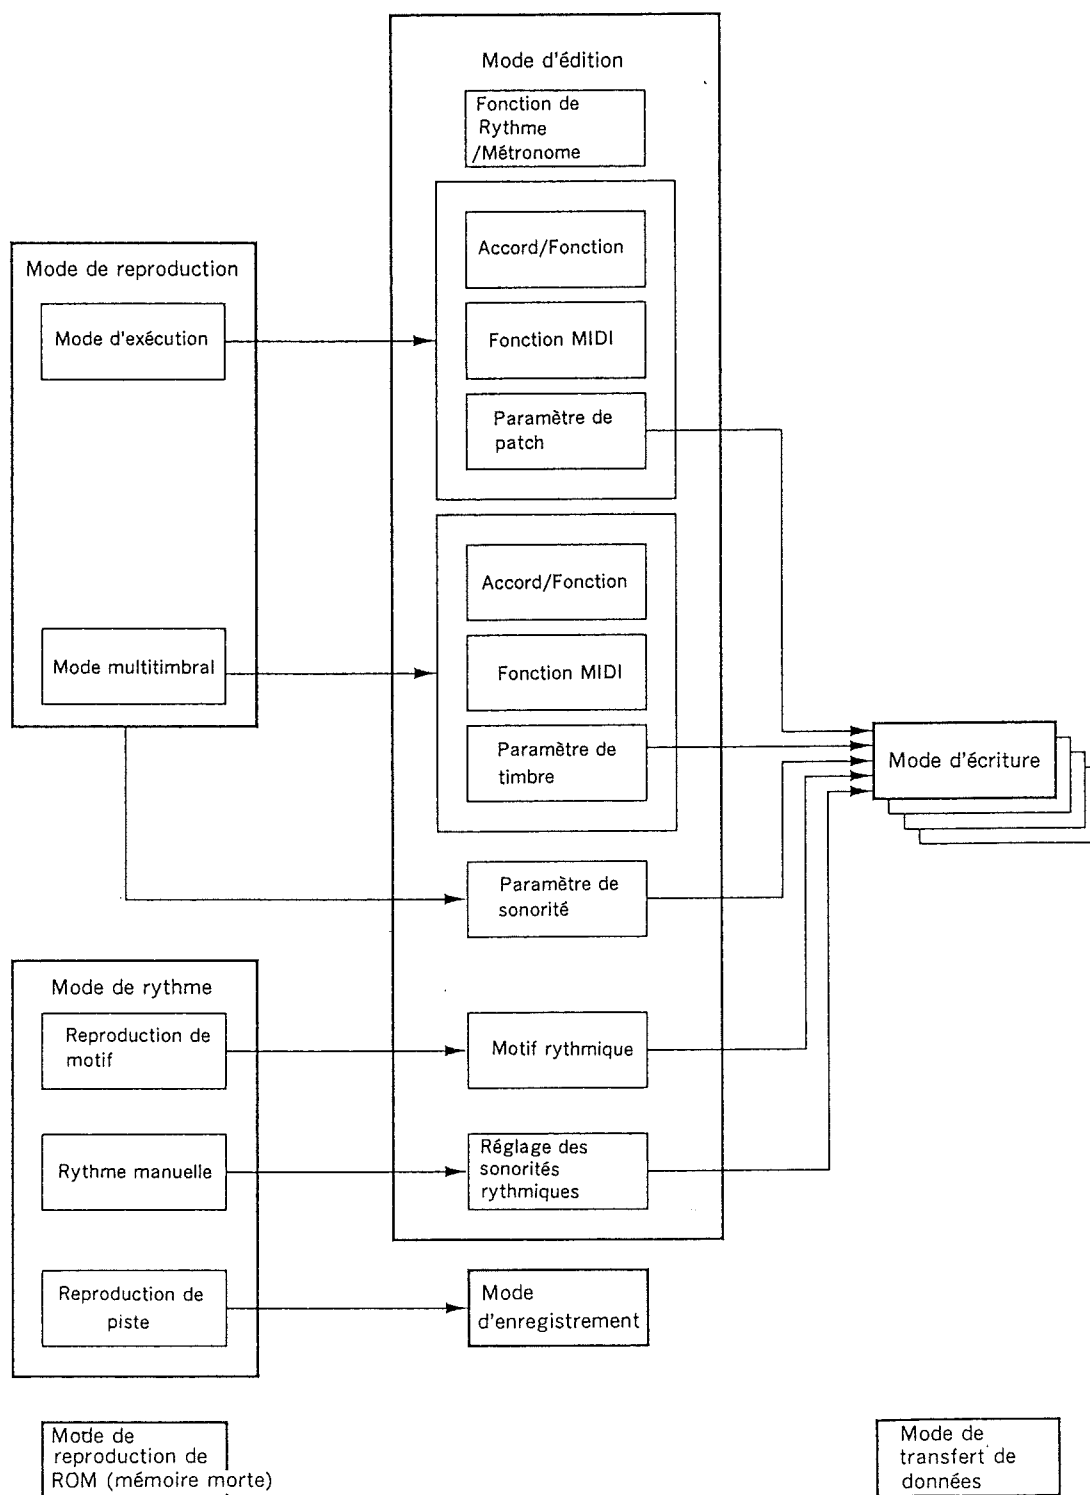 Mode d'édition
Fonction de
Rythme
/Métronome
Accord/Fonction
Mode de reproduction
Mode d'exécution
Fonction MIDI
Paramètre de
patch
Accord/Fonction
Mode multitimbral
Fonction MIDI
Paramètre de
timbre
Mode d'écriture
Paramètre de
sonorité
Mode de rythme
Reproduction de
motif
Motif rythmique
Rythme manuelle
Réglage des
sonorités
rythmiques
Reproduction de
piste
Mode
d'enregistrement
Mode de
reproduction de
ROM (mémoire morte)
Mode de
transfert de
données